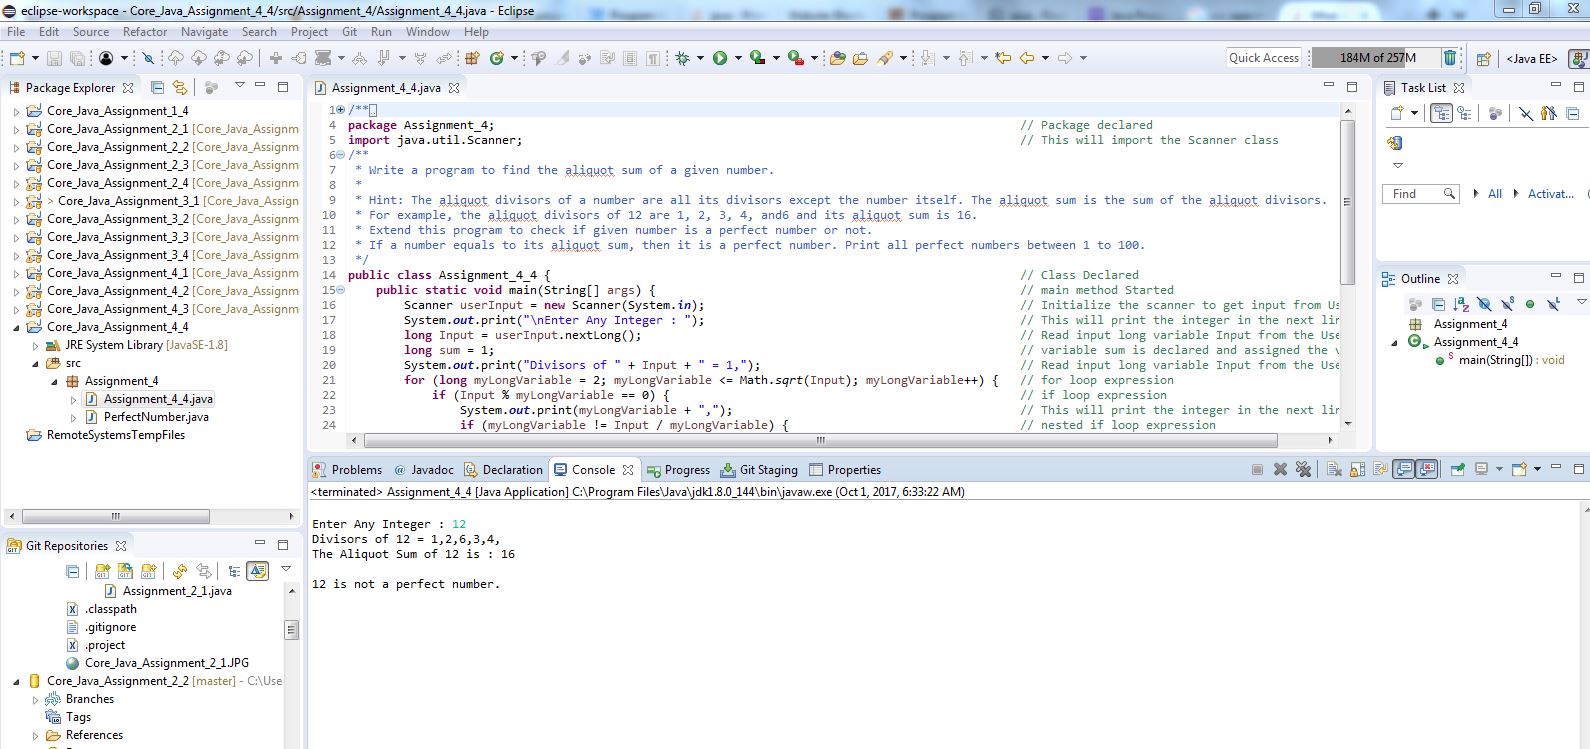 eclipse-workspace - Core_Java_Assignment_4_4/src/Assignment_4/Assignment_4_4.java - Eclipse
File Edit Source Refactor Navigate Search Project Git Run Window Help
Quick Access 184M of 257M <Java EE>
Package Explorer
Core_Java_Assignment_1_4
Core_Java_Assignment_2_1 [Core_Java_Assignm
Core_Java_Assignment_2_2 [Core_Java_Assignm
Core_Java_Assignment_2_3 [Core_Java_Assignm
Core_Java_Assignment_2_4 [Core_Java_Assignm
> Core_Java_Assignment_3_1 [Core_Java_Assign
Core_Java_Assignment_3_2 [Core_Java_Assignm
Core_Java_Assignment_3_3 [Core_Java_Assignm
Core_Java_Assignment_3_4 [Core_Java_Assignm
Core_Java_Assignment_4_1 [Core_Java_Assignm
Core_Java_Assignment_4_2 [Core_Java_Assignm
Core_Java_Assignment_4_3 [Core_Java_Assignm
Core_Java_Assignment_4_4
JRE System Library [JavaSE-1.8]
src
Assignment_4
Assignment_4_4.java
PerfectNumber.java
RemoteSystemsTempFiles
Git Repositories
Assignment_2_1.java
.classpath
.gitignore
.project
Core_Java_Assignment_2_1.JPG
Core_Java_Assignment_2_2 [master] - C:\Use
Branches
Tags
References
Assignment_4_4.java
1 /**
4 package Assignment_4; // Package declared
5 import java.util.Scanner; // This will import the Scanner class
6 /**
7 * Write a program to find the aliquot sum of a given number.
8 *
9 * Hint: The aliquot divisors of a number are all its divisors except the number itself. The aliquot sum is the sum of the aliquot divisors.
10 * For example, the aliquot divisors of 12 are 1, 2, 3, 4, and6 and its aliquot sum is 16.
11 * Extend this program to check if given number is a perfect number or not.
12 * If a number equals to its aliquot sum, then it is a perfect number. Print all perfect numbers between 1 to 100.
13 */
14 public class Assignment_4_4 { // Class Declared
15 public static void main(String[] args) { // main method Started
16 Scanner userInput = new Scanner(System.in); // Initialize the scanner to get input from Us
17 System.out.print("\nEnter Any Integer : "); // This will print the integer in the next lin
18 long Input = userInput.nextLong(); // Read input long variable Input from the Use
19 long sum = 1; // variable sum is declared and assigned the v
20 System.out.print("Divisors of " + Input + " = 1,"); // Read input long variable Input from the Use
21 for (long myLongVariable = 2; myLongVariable <= Math.sqrt(Input); myLongVariable++) { // for loop expression
22 if (Input % myLongVariable == 0) { // if loop expression
23 System.out.print(myLongVariable + ","); // This will print the integer in the next lin
24 if (myLongVariable != Input / myLongVariable) { // nested if loop expression
Task List
Find All Activat...
Outline
Assignment_4
Assignment_4_4
main(String[]) : void
Problems Javadoc Declaration Console Progress Git Staging Properties
<terminated> Assignment_4_4 [Java Application] C:\Program Files\Java\jdk1.8.0_144\bin\javaw.exe (Oct 1, 2017, 6:33:22 AM)
Enter Any Integer : 12
Divisors of 12 = 1,2,6,3,4,
The Aliquot Sum of 12 is : 16
12 is not a perfect number.